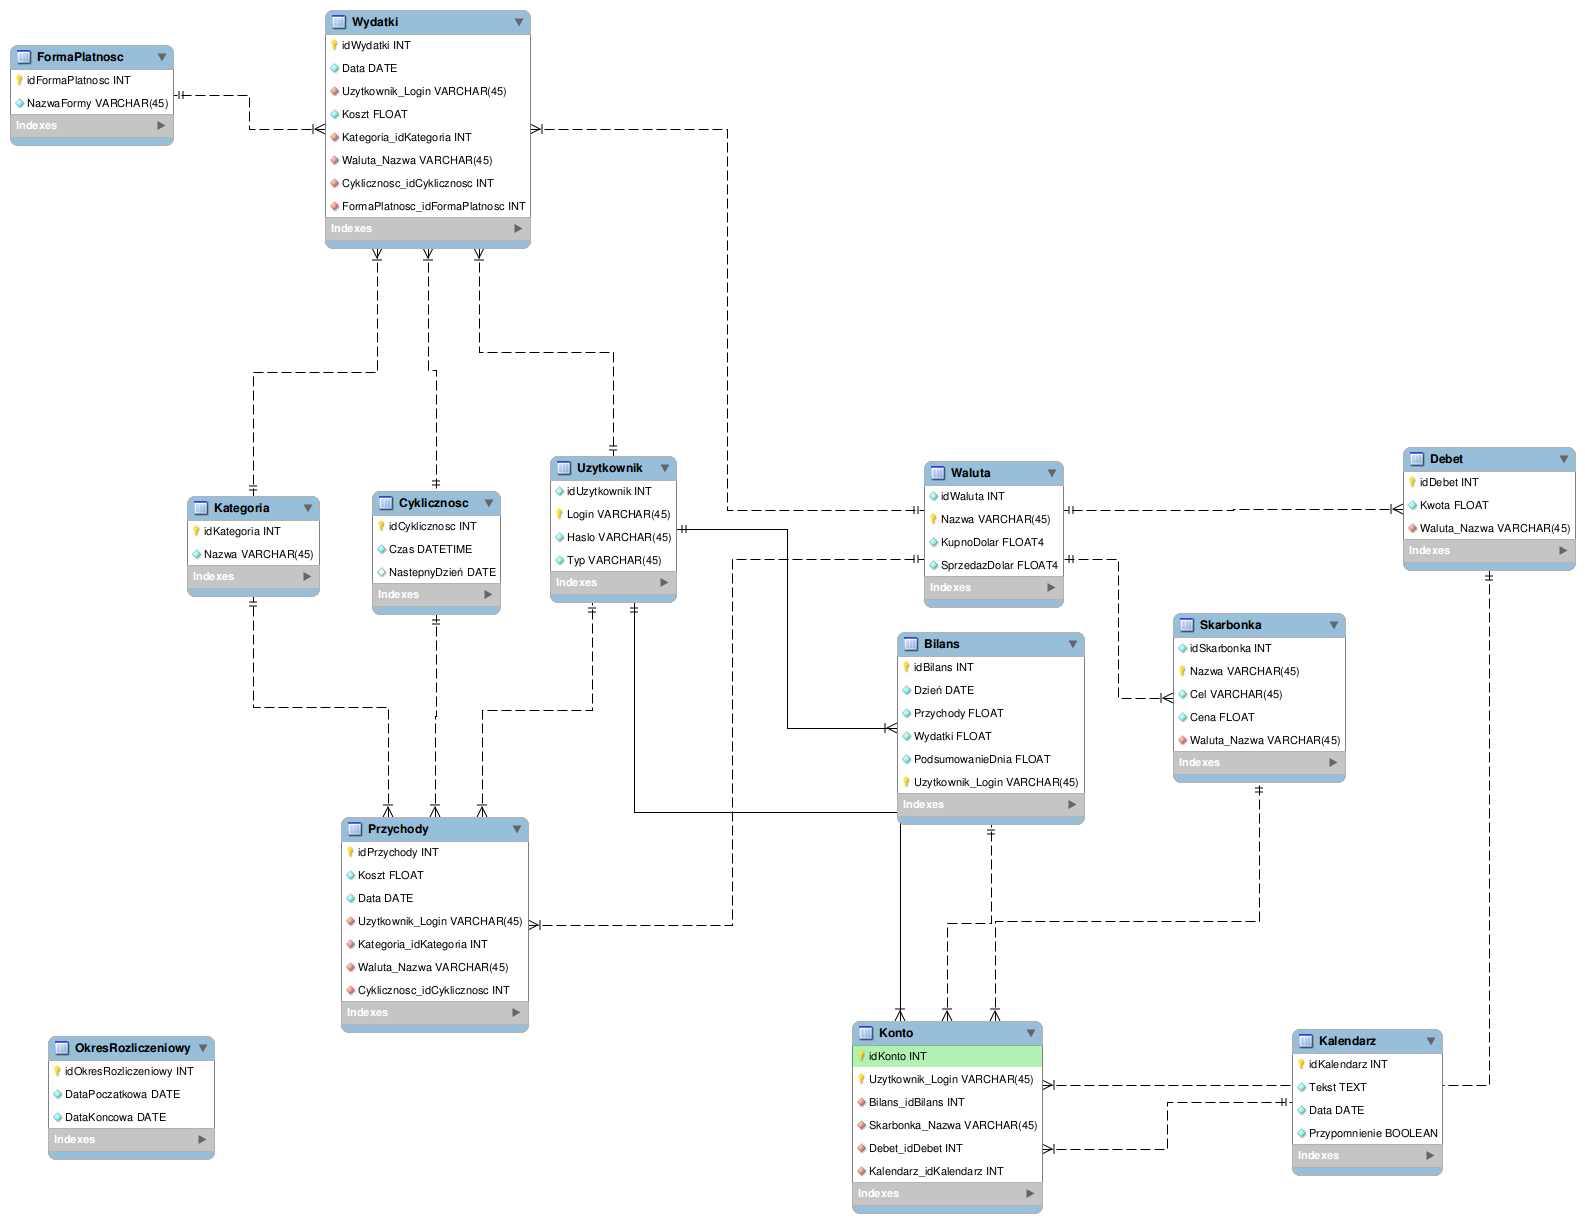 Wydatki
idWydatki INT
Data DATE
Uzytkownik_Login VARCHAR(45)
Koszt FLOAT
Kategoria_idKategoria INT
Waluta_Nazwa VARCHAR(45)
Cyklicznosc_idCyklicznosc INT
FormaPlatnosc_idFormaPlatnosc INT
Indexes
FormaPlatnosc
idFormaPlatnosc INT
NazwaFormy VARCHAR(45)
Indexes
Kategoria
idKategoria INT
Nazwa VARCHAR(45)
Indexes
Cyklicznosc
idCyklicznosc INT
Czas DATETIME
NastepnyDzień DATE
Indexes
Uzytkownik
idUzytkownik INT
Login VARCHAR(45)
Haslo VARCHAR(45)
Typ VARCHAR(45)
Indexes
Waluta
idWaluta INT
Nazwa VARCHAR(45)
KupnoDolar FLOAT4
SprzedazDolar FLOAT4
Indexes
Debet
idDebet INT
Kwota FLOAT
Waluta_Nazwa VARCHAR(45)
Indexes
Bilans
idBilans INT
Dzień DATE
Przychody FLOAT
Wydatki FLOAT
PodsumowanieDnia FLOAT
Uzytkownik_Login VARCHAR(45)
Indexes
Skarbonka
idSkarbonka INT
Nazwa VARCHAR(45)
Cel VARCHAR(45)
Cena FLOAT
Waluta_Nazwa VARCHAR(45)
Indexes
Przychody
idPrzychody INT
Koszt FLOAT
Data DATE
Uzytkownik_Login VARCHAR(45)
Kategoria_idKategoria INT
Waluta_Nazwa VARCHAR(45)
Cyklicznosc_idCyklicznosc INT
Indexes
OkresRozliczeniowy
idOkresRozliczeniowy INT
DataPoczatkowa DATE
DataKoncowa DATE
Indexes
Konto
idKonto INT
Uzytkownik_Login VARCHAR(45)
Bilans_idBilans INT
Skarbonka_Nazwa VARCHAR(45)
Debet_idDebet INT
Kalendarz_idKalendarz INT
Indexes
Kalendarz
idKalendarz INT
Tekst TEXT
Data DATE
Przypomnienie BOOLEAN
Indexes